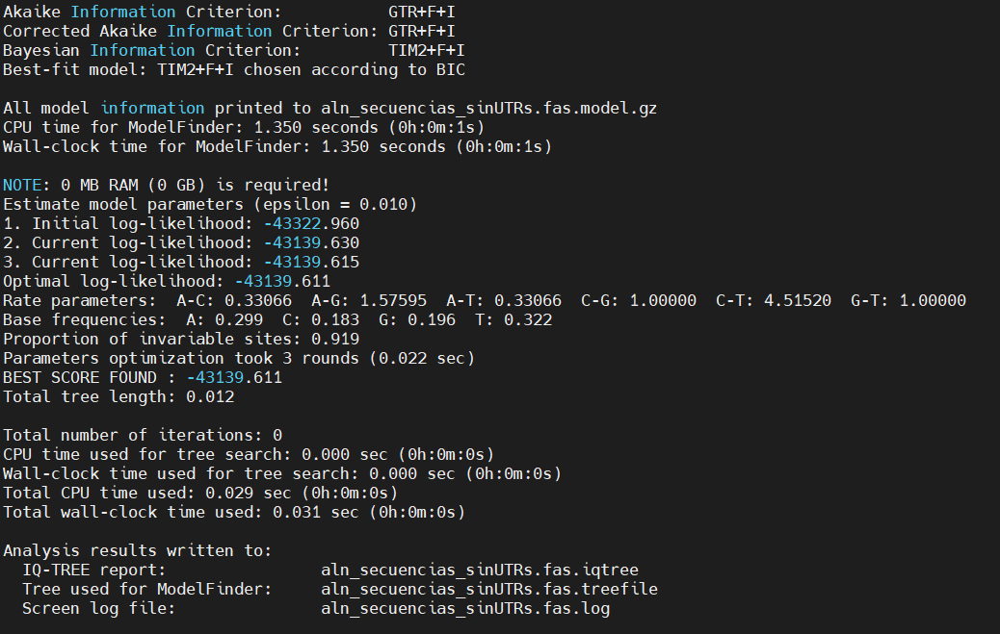 Akaike Information Criterion:           GTR+F+I
Corrected Akaike Information Criterion: GTR+F+I
Bayesian Information Criterion:         TIM2+F+I
Best-fit model: TIM2+F+I chosen according to BIC

All model information printed to aln_secuencias_sinUTRs.fas.model.gz
CPU time for ModelFinder: 1.350 seconds (0h:0m:1s)
Wall-clock time for ModelFinder: 1.350 seconds (0h:0m:1s)

NOTE: 0 MB RAM (0 GB) is required!
Estimate model parameters (epsilon = 0.010)
1. Initial log-likelihood: -43322.960
2. Current log-likelihood: -43139.630
3. Current log-likelihood: -43139.615
Optimal log-likelihood: -43139.611
Rate parameters:  A-C: 0.33066  A-G: 1.57595  A-T: 0.33066  C-G: 1.00000  C-T: 4.51520  G-T: 1.00000
Base frequencies:  A: 0.299  C: 0.183  G: 0.196  T: 0.322
Proportion of invariable sites: 0.919
Parameters optimization took 3 rounds (0.022 sec)
BEST SCORE FOUND : -43139.611
Total tree length: 0.012

Total number of iterations: 0
CPU time used for tree search: 0.000 sec (0h:0m:0s)
Wall-clock time used for tree search: 0.000 sec (0h:0m:0s)
Total CPU time used: 0.029 sec (0h:0m:0s)
Total wall-clock time used: 0.031 sec (0h:0m:0s)

Analysis results written to:
  IQ-TREE report:                aln_secuencias_sinUTRs.fas.iqtree
  Tree used for ModelFinder:     aln_secuencias_sinUTRs.fas.treefile
  Screen log file:               aln_secuencias_sinUTRs.fas.log